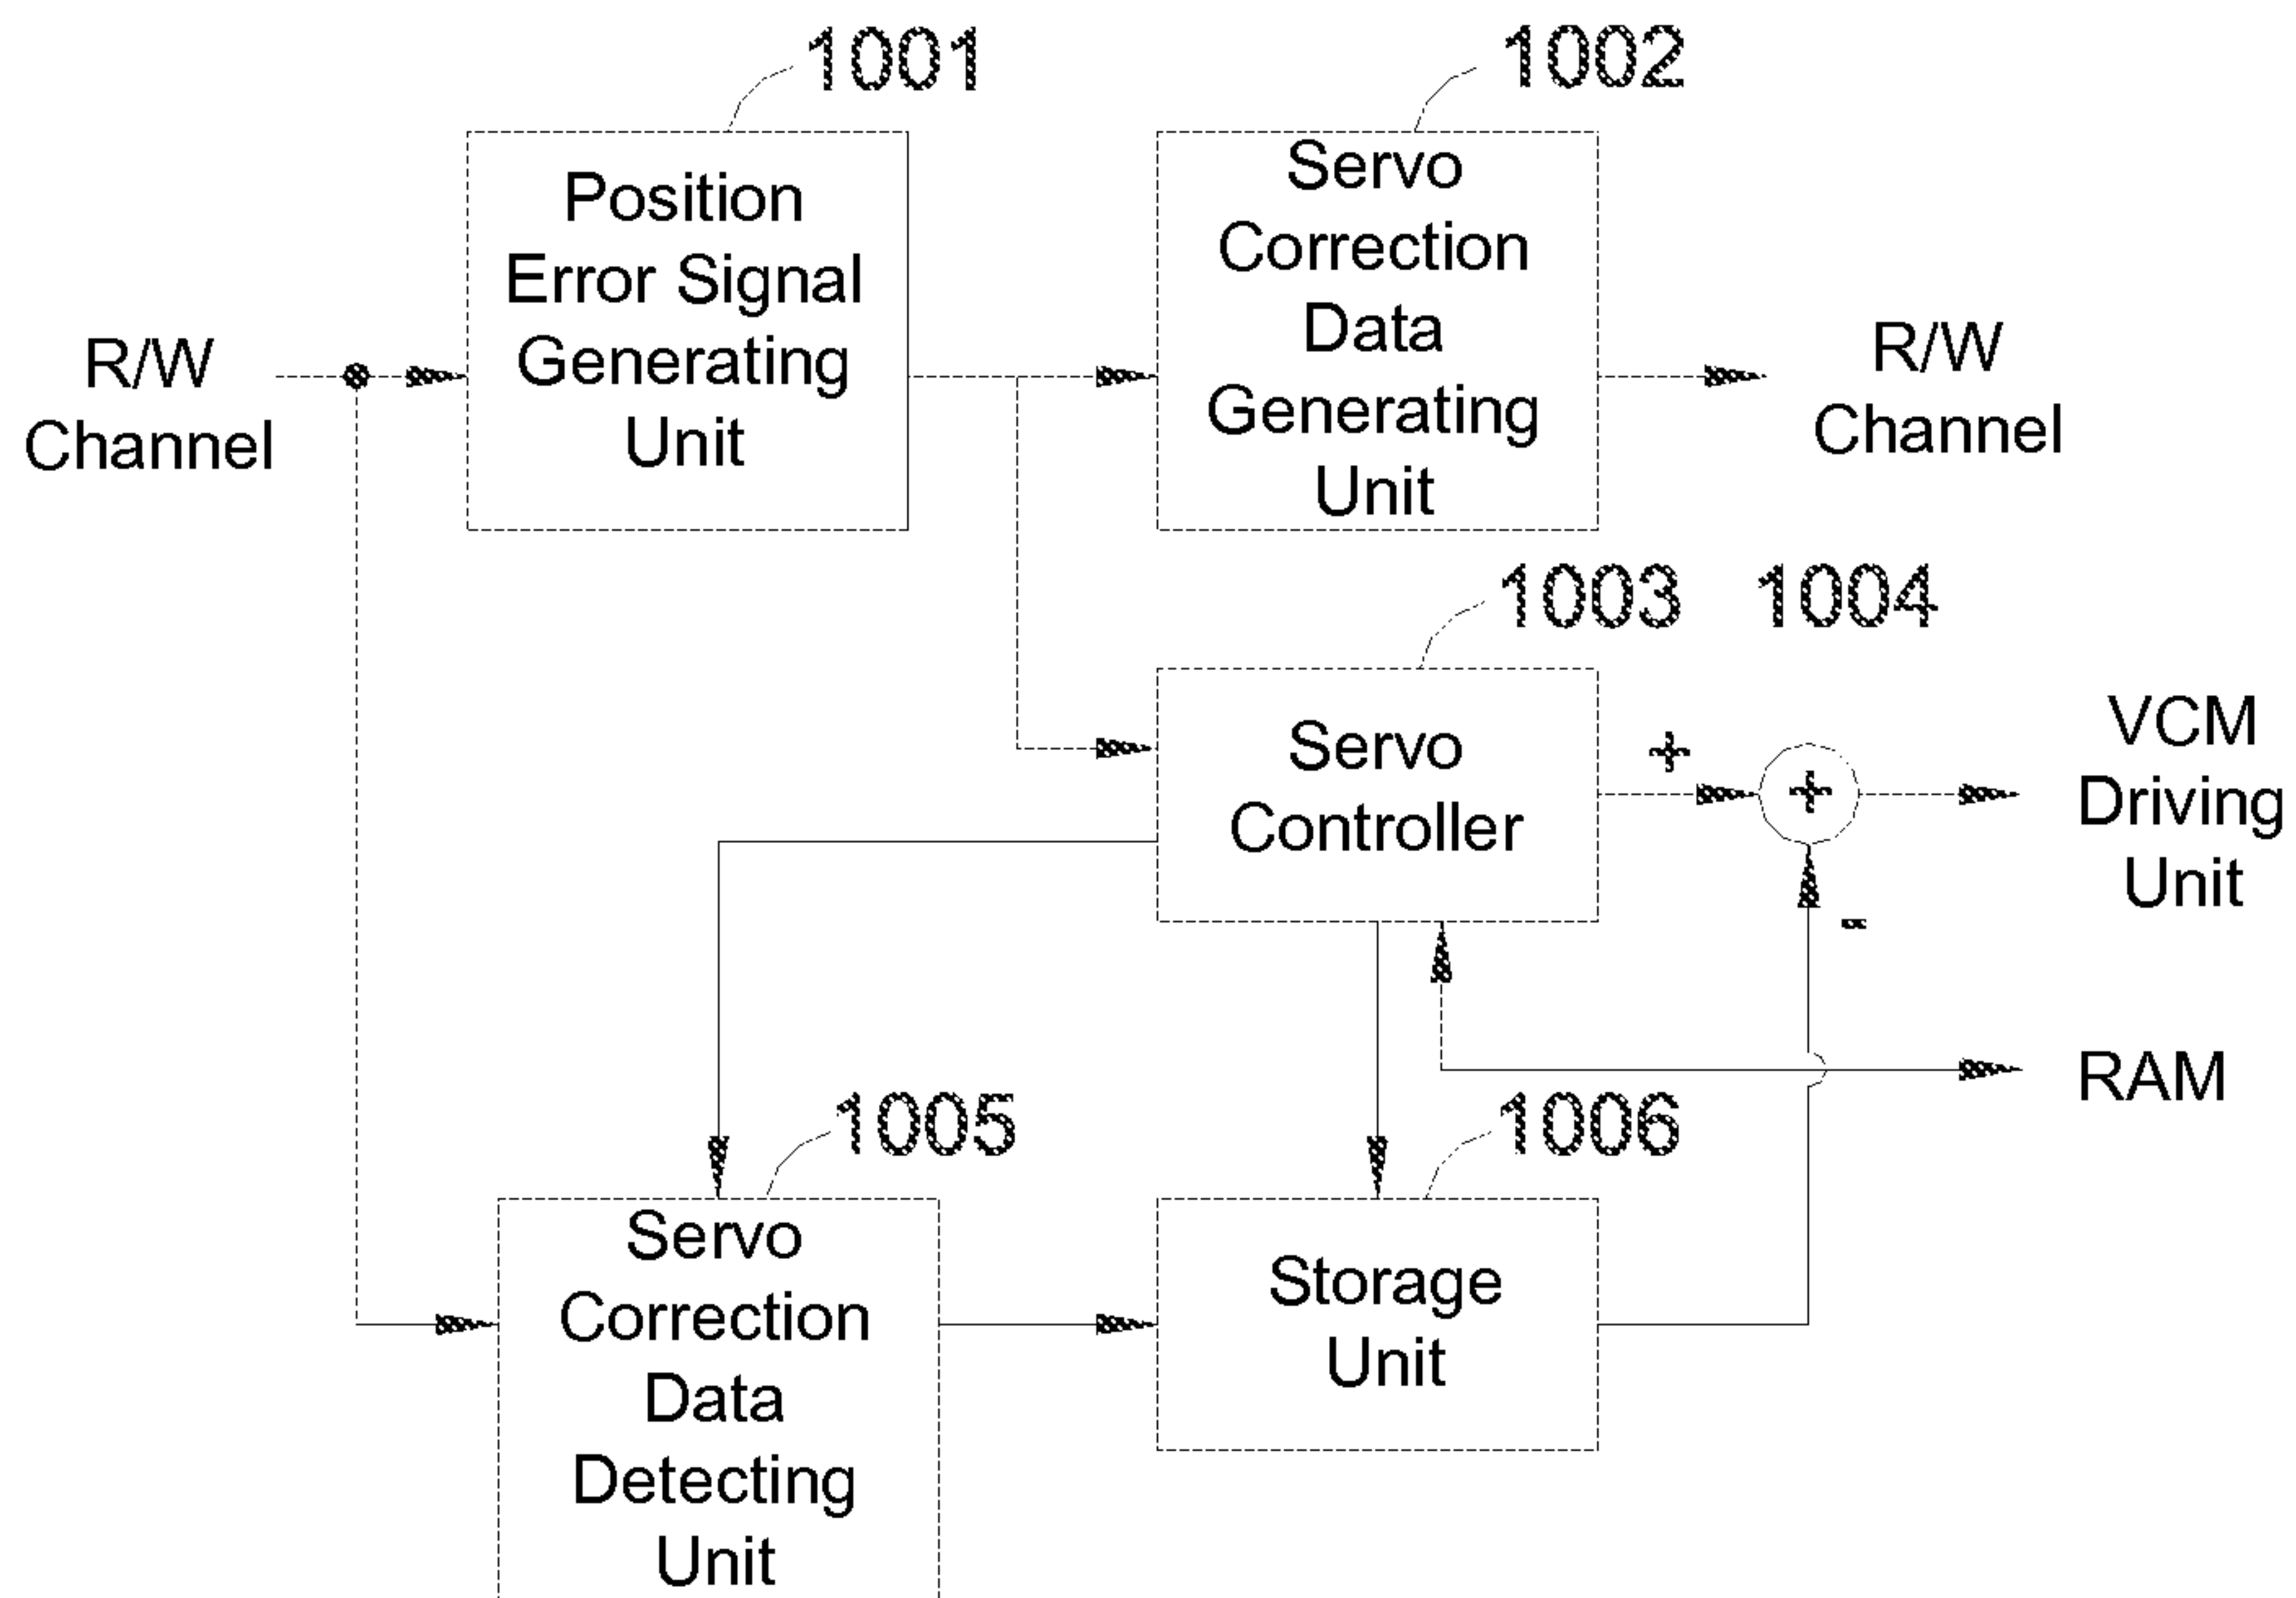 1001
1002
Position
Error Signal
Generating
Unit
Servo
Correction
Data
Generating
Unit
R/W
Channel
R/W
Channel
1003
1004
Servo
Controller
+
+
-
VCM
Driving
Unit
RAM
1005
1006
Servo
Correction
Data
Detecting
Unit
Storage
Unit